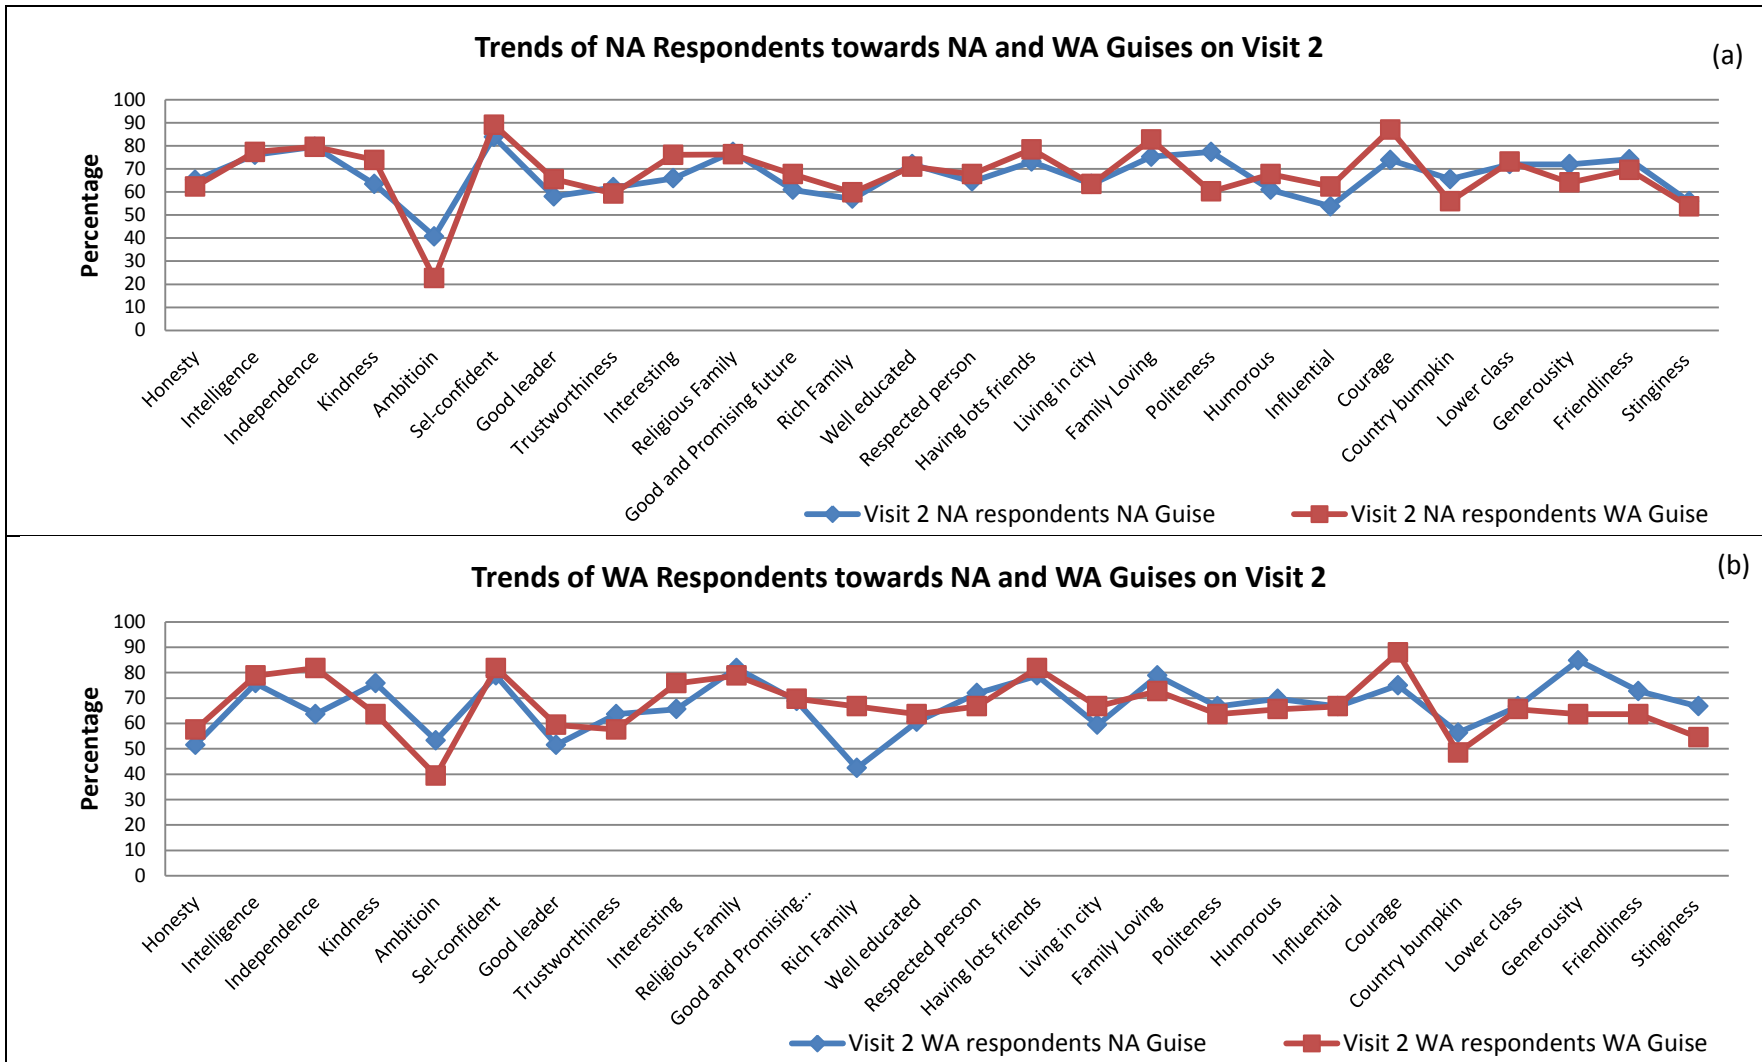 Trends of NA Respondents towards NA and WA Guises on Visit 2
(a)
Percentage
100
90
80
70
60
50
40
30
20
10
0
Honesty
Intelligence
Independence
Kindness
Ambitioin
Sel-confident
Good leader
Trustworthiness
Interesting
Religious Family
Good and Promising future
Rich Family
Well educated
Respected person
Having lots friends
Living in city
Family Loving
Politeness
Humorous
Influential
Courage
Country bumpkin
Lower class
Generousity
Friendliness
Stinginess
Visit 2 NA respondents NA Guise
Visit 2 NA respondents WA Guise
Trends of WA Respondents towards NA and WA Guises on Visit 2
(b)
Percentage
100
90
80
70
60
50
40
30
20
10
0
Honesty
Intelligence
Independence
Kindness
Ambitioin
Sel-confident
Good leader
Trustworthiness
Interesting
Religious Family
Good and Promising...
Rich Family
Well educated
Respected person
Having lots friends
Living in city
Family Loving
Politeness
Humorous
Influential
Courage
Country bumpkin
Lower class
Generousity
Friendliness
Stinginess
Visit 2 WA respondents NA Guise
Visit 2 WA respondents WA Guise